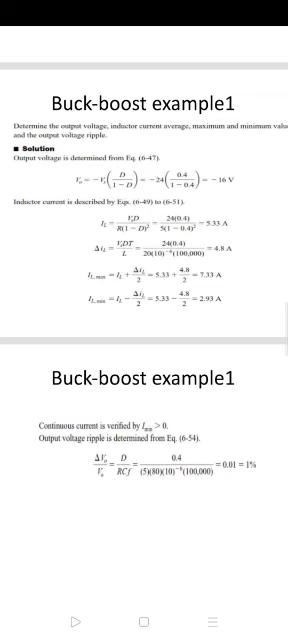 Buck-boost example1
Determine the output voltage, inductor current average, maximum and minimum valu
and the output voltage ripple.
■ Solution
Output voltage is determined from Eq. (6-47).
V_o = −V_s(D/(1 − D)) = −24(0.4/(1 − 0.4)) = −16 V
Inductor current is described by Eqs. (6-49) to (6-51).
I_L = V_sD/(R(1 − D)²) = 24(0.4)/(5(1 − 0.4)²) = 5.33 A
Δi_L = V_sDT/L = 24(0.4)/(20(10)⁻⁶(100,000)) = 4.8 A
I_L, max = I_L + Δi_L/2 = 5.33 + 4.8/2 = 7.33 A
I_L, min = I_L − Δi_L/2 = 5.33 − 4.8/2 = 2.93 A
Buck-boost example1
Continuous current is verified by I_min > 0.
Output voltage ripple is determined from Eq. (6-54).
ΔV_o/V_o = D/(RCf) = 0.4/((5)(80)(10)⁻⁶(100,000)) = 0.01 = 1%